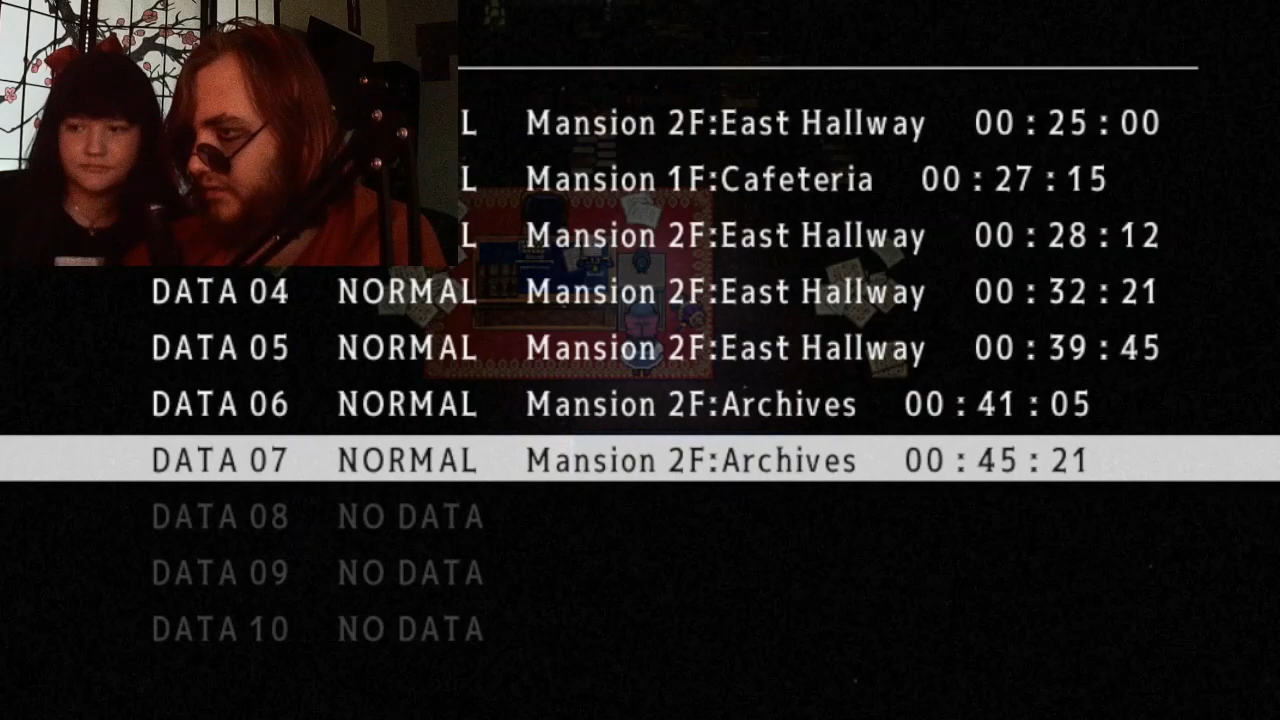 L Mansion 2F:East Hallway 00:25:00
L Mansion 1F:Cafeteria 00:27:15
L Mansion 2F:East Hallway 00:28:12
DATA 04 NORMAL Mansion 2F:East Hallway 00:32:21
DATA 05 NORMAL Mansion 2F:East Hallway 00:39:45
DATA 06 NORMAL Mansion 2F:Archives 00:41:05
DATA 07 NORMAL Mansion 2F:Archives 00:45:21
DATA 08 NO DATA
DATA 09 NO DATA
DATA 10 NO DATA